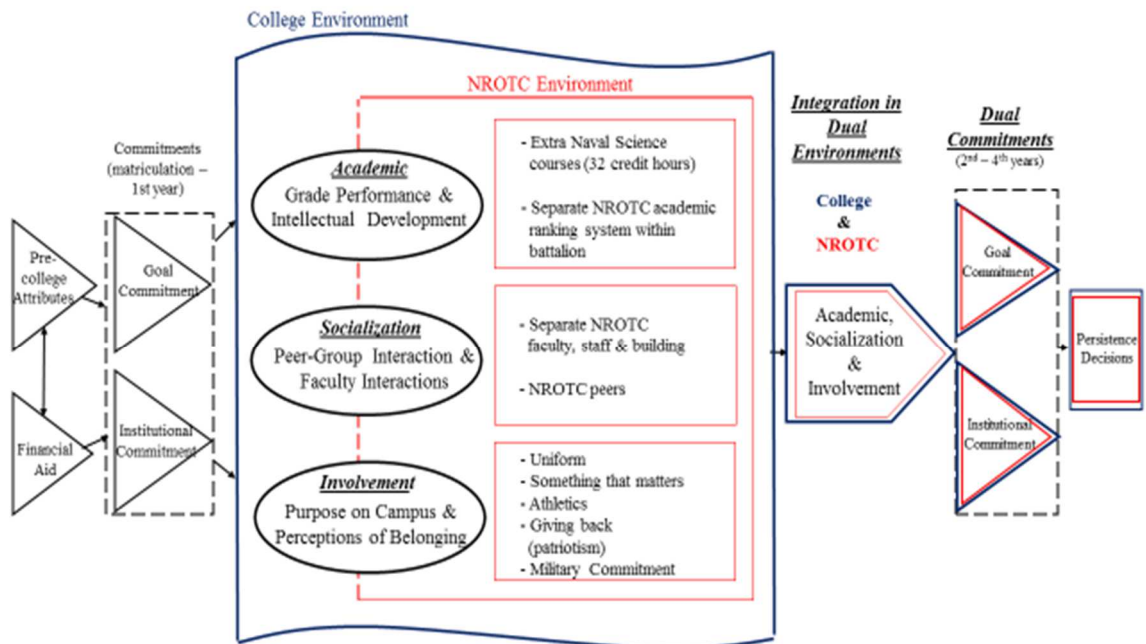 College Environment
NROTC Environment
Commitments
(matriculation –
1st year)
Pre-
college
Attributes
Financial
Aid
Goal
Commitment
Institutional
Commitment
Academic
Grade Performance &
Intellectual Development
- Extra Naval Science
courses (32 credit hours)
- Separate NROTC academic
ranking system within
battalion
Socialization
Peer-Group Interaction &
Faculty Interactions
- Separate NROTC
faculty, staff & building
- NROTC peers
Involvement
Purpose on Campus &
Perceptions of Belonging
- Uniform
- Something that matters
- Athletics
- Giving back
(patriotism)
- Military Commitment
Integration in
Dual
Environments
College
&
NROTC
Academic,
Socialization
&
Involvement
Dual
Commitments
(2nd – 4th years)
Goal
Commitment
Institutional
Commitment
Persistence
Decisions